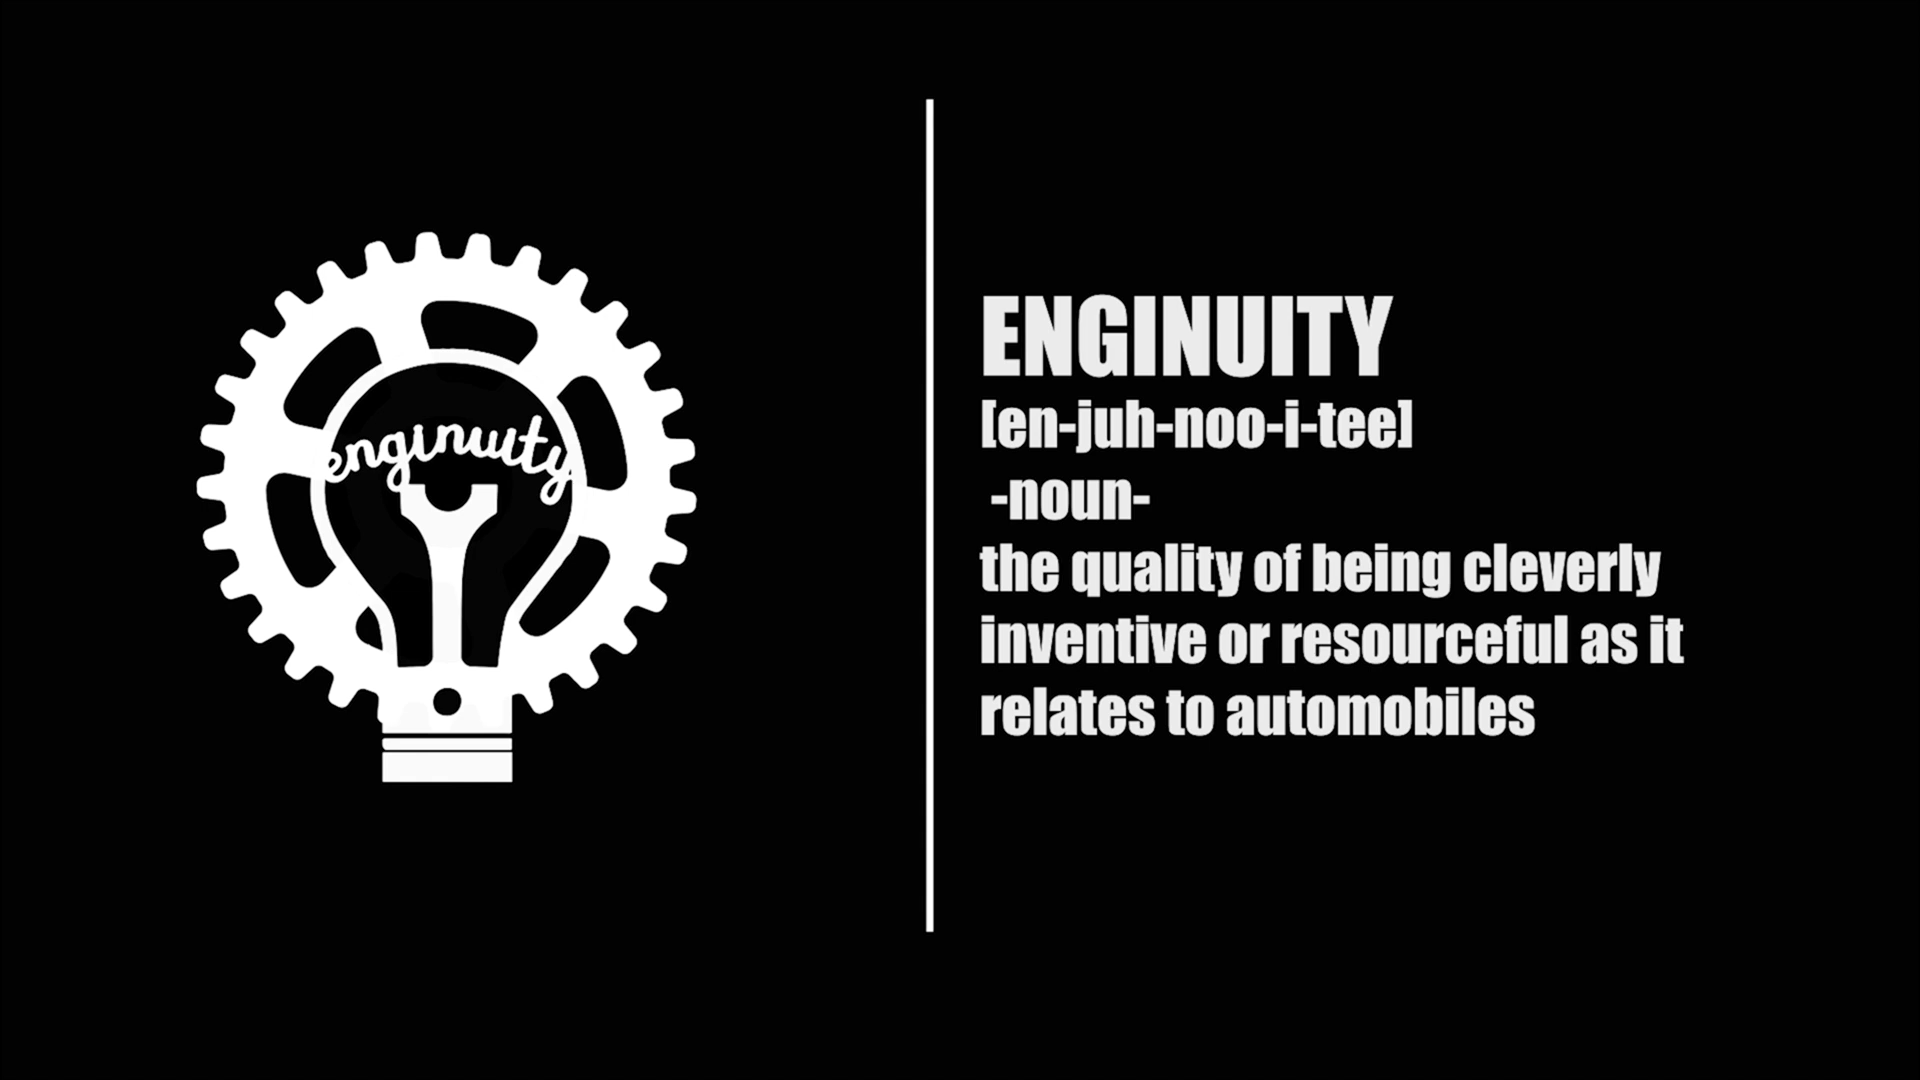 enginuity
ENGINUITY
[en-juh-noo-i-tee]
-noun-
the quality of being cleverly
inventive or resourceful as it
relates to automobiles